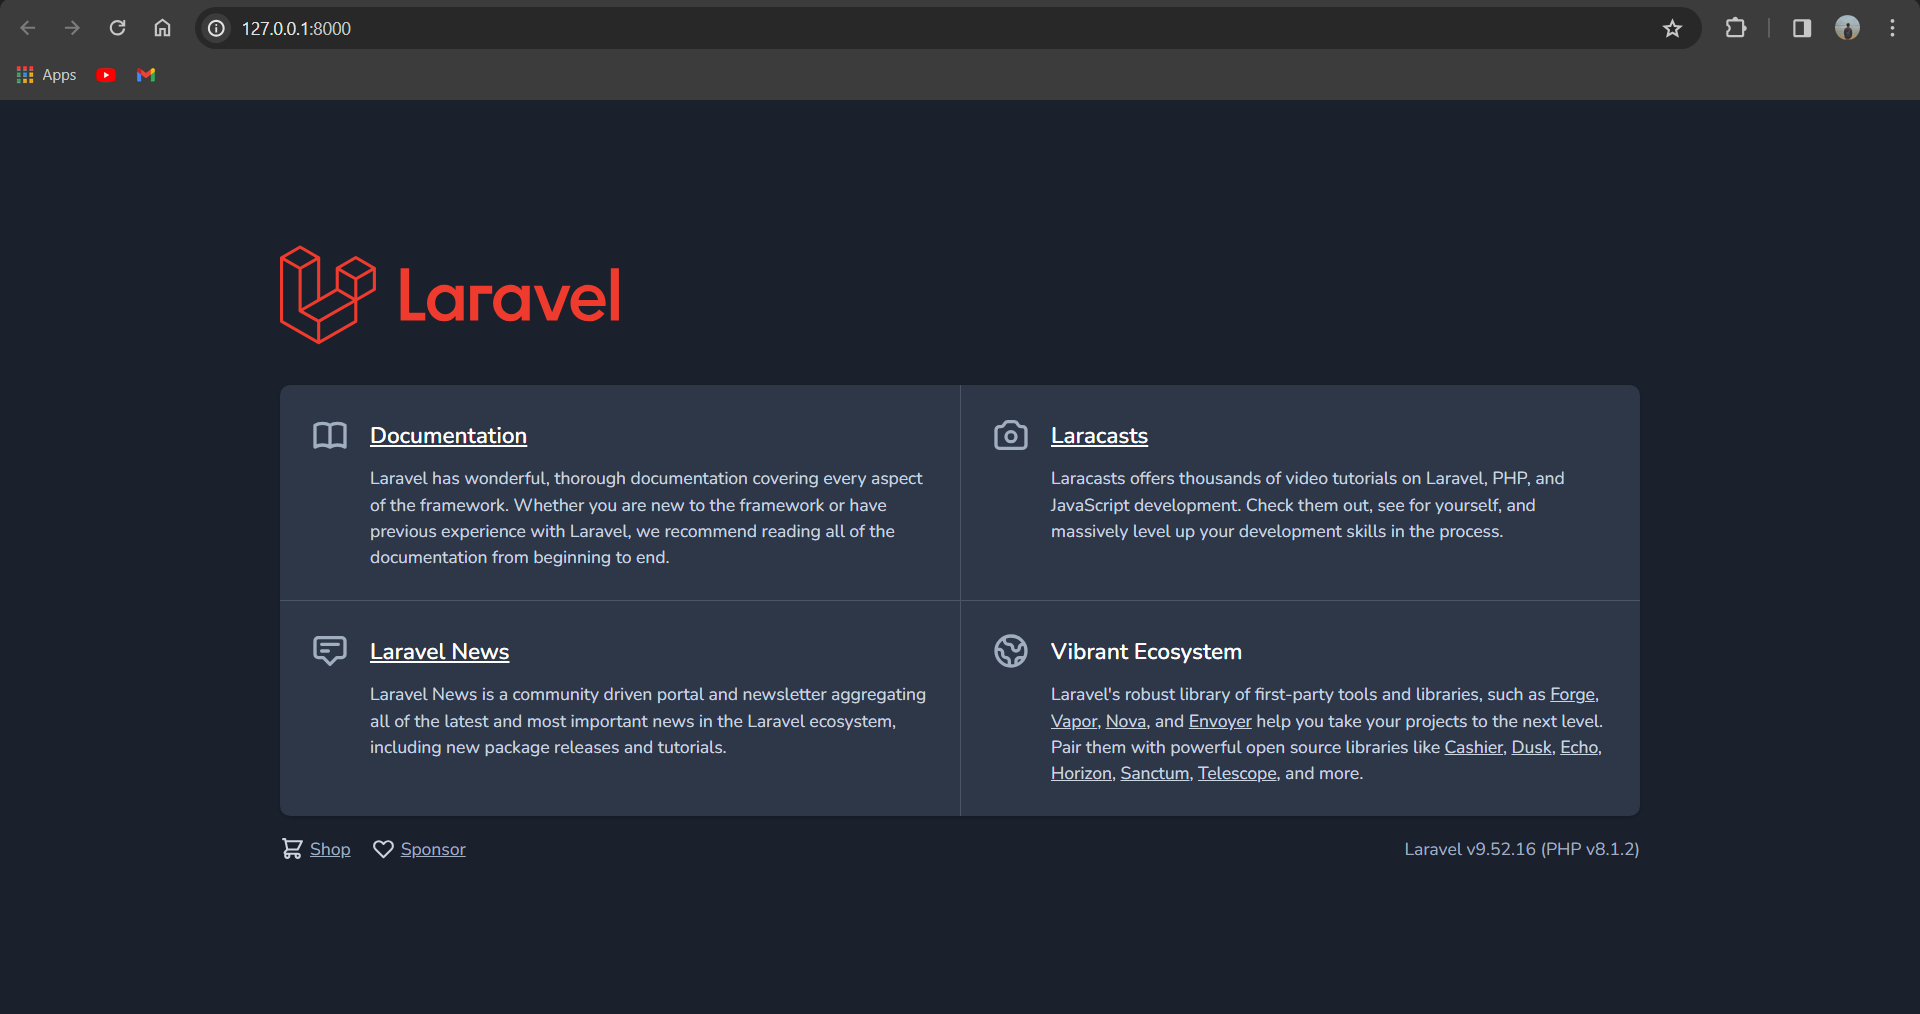 127.0.0.1:8000
Apps
Laravel
Documentation
Laravel has wonderful, thorough documentation covering every aspect
of the framework. Whether you are new to the framework or have
previous experience with Laravel, we recommend reading all of the
documentation from beginning to end.
Laracasts
Laracasts offers thousands of video tutorials on Laravel, PHP, and
JavaScript development. Check them out, see for yourself, and
massively level up your development skills in the process.
Laravel News
Laravel News is a community driven portal and newsletter aggregating
all of the latest and most important news in the Laravel ecosystem,
including new package releases and tutorials.
Vibrant Ecosystem
Laravel's robust library of first-party tools and libraries, such as Forge,
Vapor, Nova, and Envoyer help you take your projects to the next level.
Pair them with powerful open source libraries like Cashier, Dusk, Echo,
Horizon, Sanctum, Telescope, and more.
Shop
Sponsor
Laravel v9.52.16 (PHP v8.1.2)